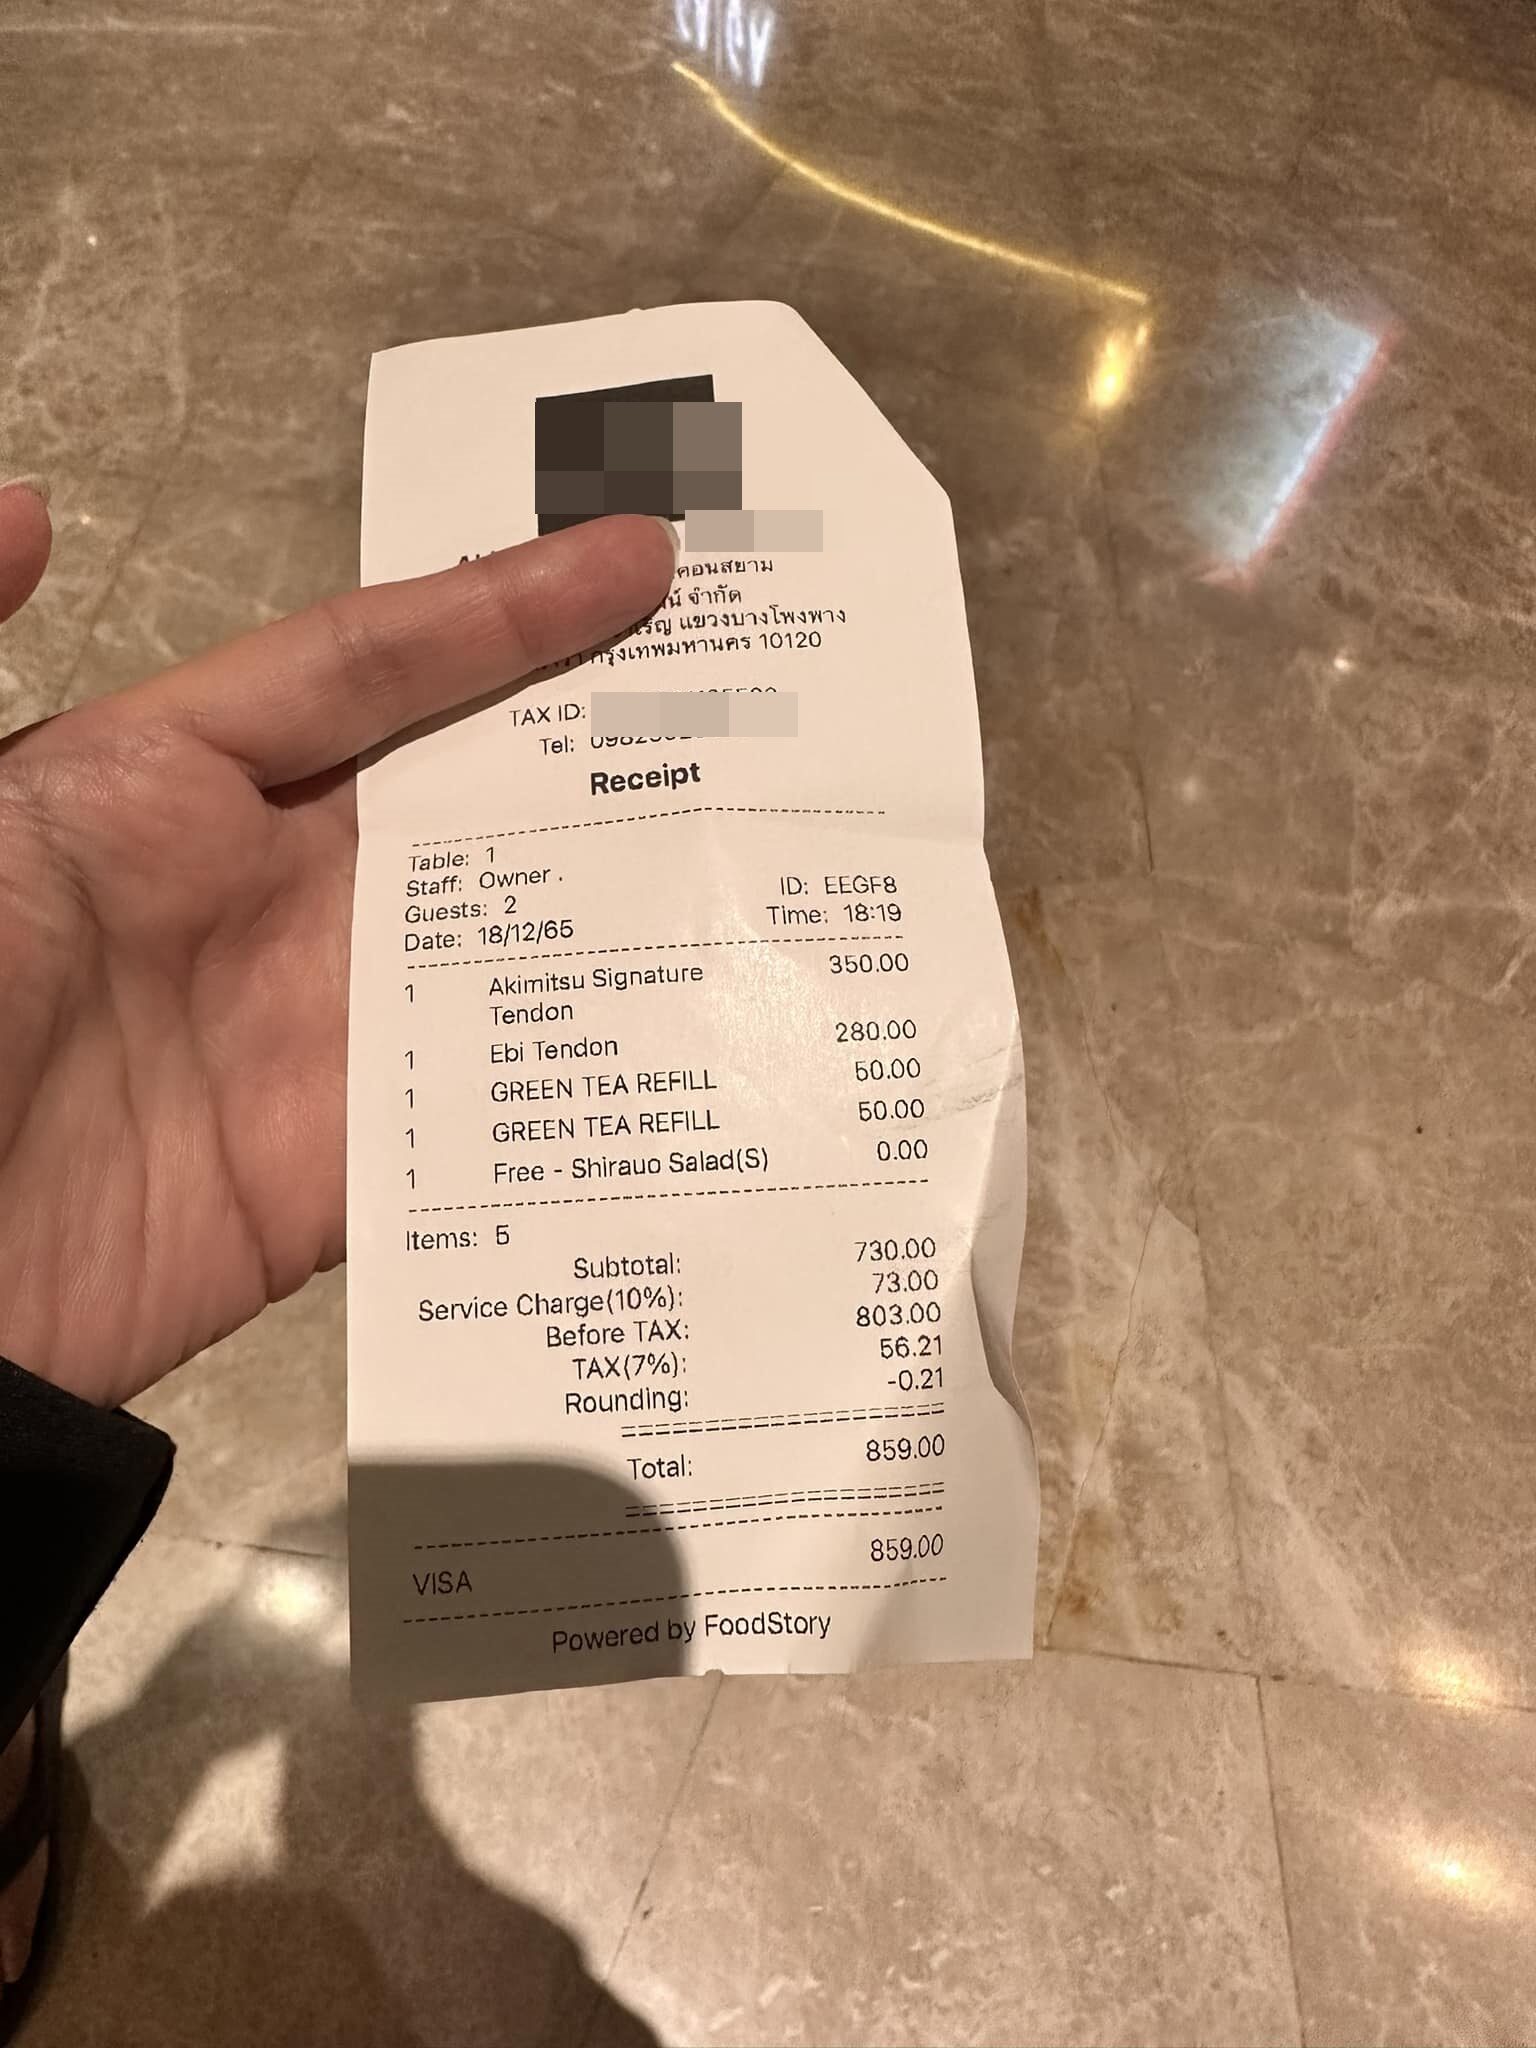 คอนสยาม
จำกัด
แขวงบางโพงพาง
กรุงเทพมหานคร 10120
TAX ID:
Tel:
Receipt
Table: 1
Staff: Owner .
ID: EEGF8
Guests: 2
Time: 18:19
Date: 18/12/65
1 Akimitsu Signature 350.00
Tendon
1 Ebi Tendon 280.00
1 GREEN TEA REFILL 50.00
1 GREEN TEA REFILL 50.00
1 Free - Shirauo Salad(S) 0.00
Items: 5
Subtotal: 730.00
Service Charge(10%): 73.00
Before TAX: 803.00
TAX(7%): 56.21
Rounding: -0.21
Total: 859.00
VISA 859.00
Powered by FoodStory